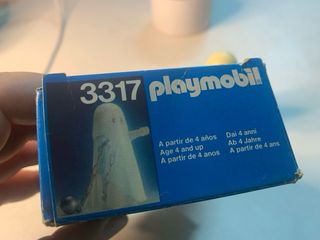 3317 playmobil
A partir de 4 años
Age 4 and up
A partir de 4 anos
Dai 4 anni
Ab 4 Jahre
A partir de 4 ans